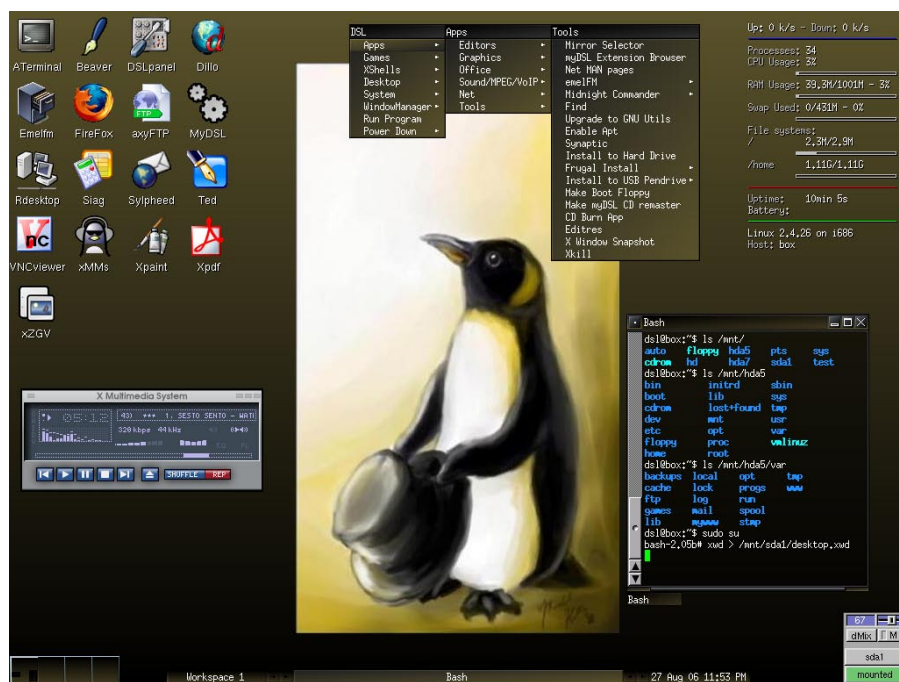 ATerminal
Beaver
DSLpanel
Dillo
Emelfm
FireFox
FTP
axyFTP
MyDSL
Rdesktop
Siag
Sylpheed
Ted
VNCviewer
xMMs
Xpaint
Xpdf
xZGV
DSL
Apps
Games
XShells
Desktop
System
WindowManager
Run Program
Power Down
Apps
Editors
Graphics
Office
Sound/MPEG/VoIP
Net
Tools
Tools
Mirror Selector
myDSL Extension Browser
Net MAN pages
emelFM
Midnight Commander
Find
Upgrade to GNU Utils
Enable Apt
Synaptic
Install to Hard Drive
Frugal Install
Install to USB Pendrive
Make Boot Floppy
Make myDSL CD remaster
CD Burn App
Editres
X Window Snapshot
Xkill
Up: 0 k/s - Down: 0 k/s
Processes: 34
CPU Usage: 3%
RAM Usage: 39.3M/1001M - 3%
Swap Used: 0/431M - 0%
File systems:
/ 2.3M/2.9M
/home 1.11G/1.11G
Uptime: 10min 5s
Battery:
Linux 2.4.26 on i686
Host: box
X Multimedia System
05:12
43) *** 1. SESTO SENTO - WATI
320 kbps 44 kHz
SHUFFLE REP
Bash
dsl@box:~$ ls /mnt/
auto floppy hda5 pts sys
cdrom hd hda7 sda1 test
dsl@box:~$ ls /mnt/hda5
bin initrd sbin
boot lib sys
cdrom lost+found tmp
dev mnt usr
etc opt var
floppy proc vmlinuz
home root
dsl@box:~$ ls /mnt/hda5/var
backups local opt tmp
cache lock progs www
ftp log run
games mail spool
lib mywww stmp
dsl@box:~$ sudo su
bash-2.05b# xwd > /mnt/sda1/desktop.xwd
Bash
67
dMix M
sda1
mounted
Workspace 1
Bash
27 Aug 06 11:53 PM